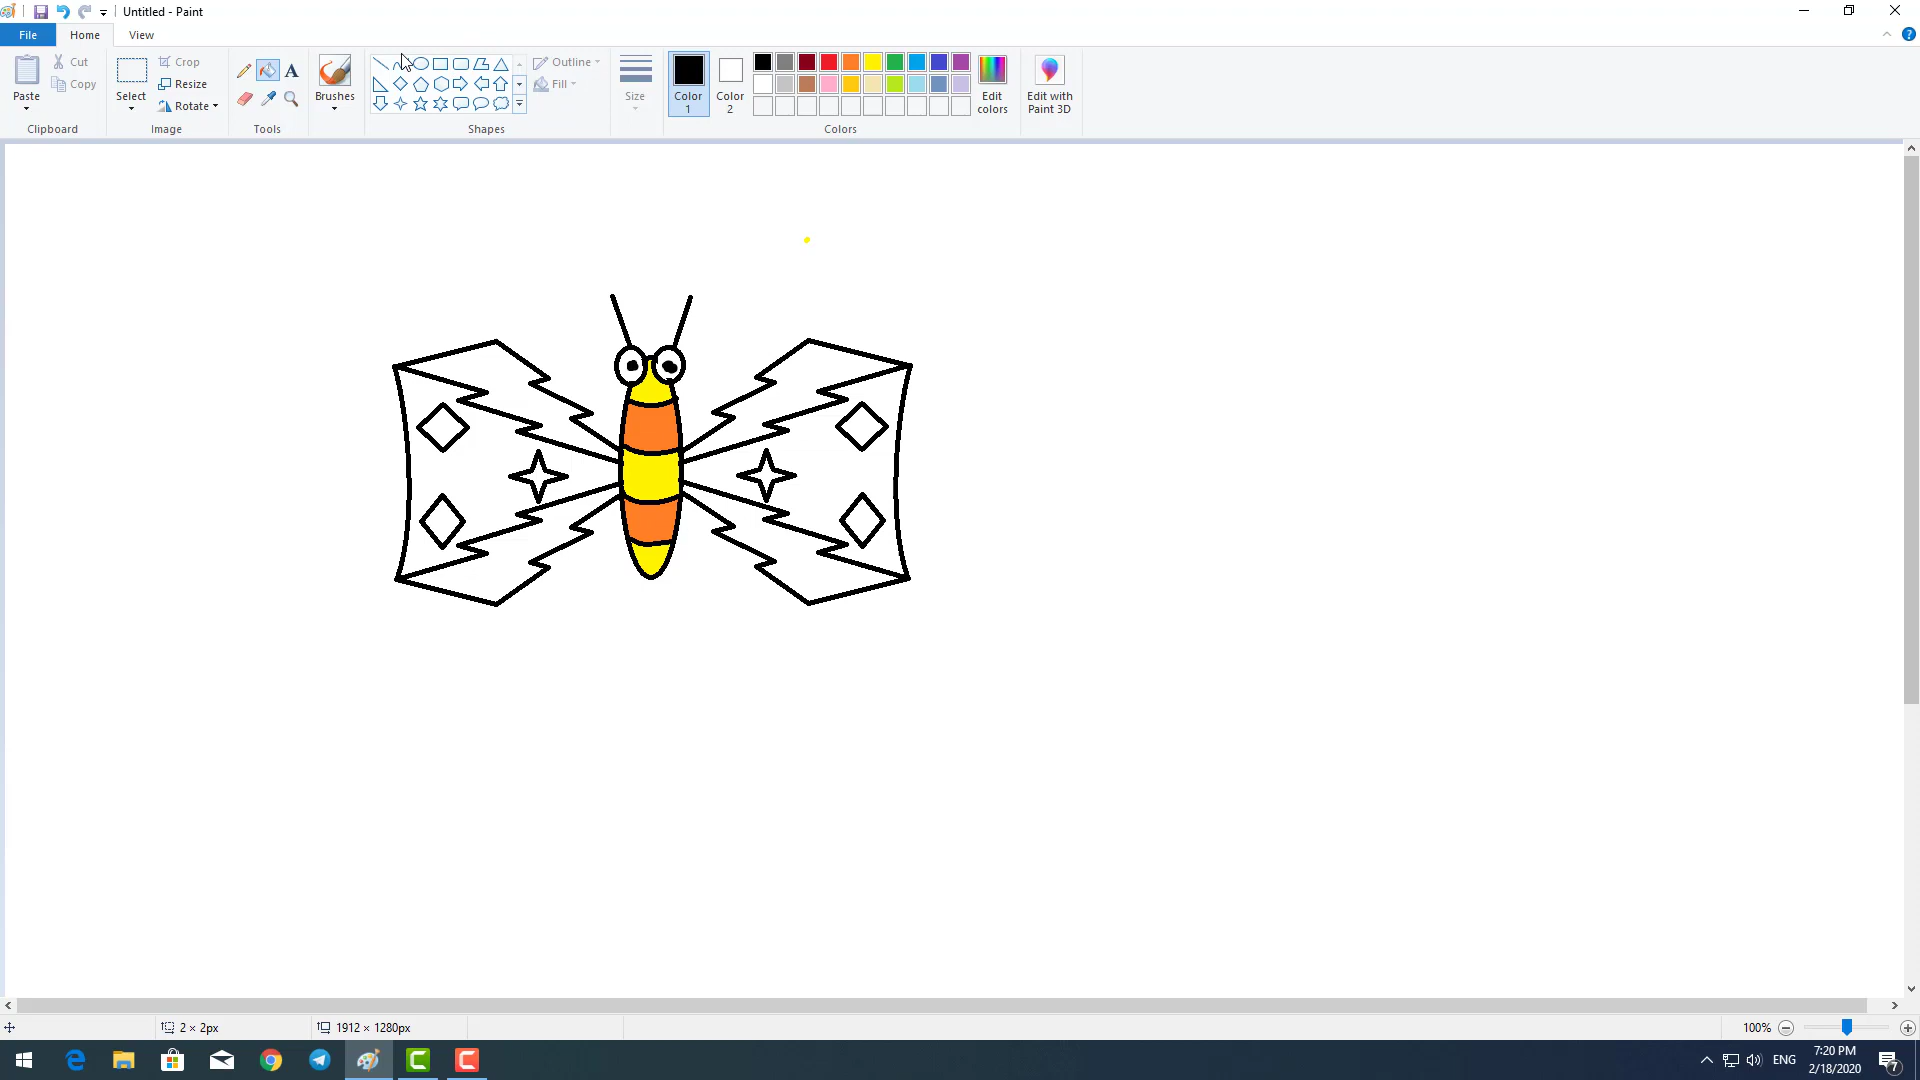 Untitled - Paint
File Home View
Paste
Cut
Copy
Clipboard
Select
Crop
Resize
Rotate
Image
A
Tools
Brushes
Outline
Fill
Shapes
Size
Color 1
Color 2
Edit colors
Colors
Edit with Paint 3D
2 × 2px
1912 × 1280px
100%
ENG
7:20 PM
2/18/2020
7